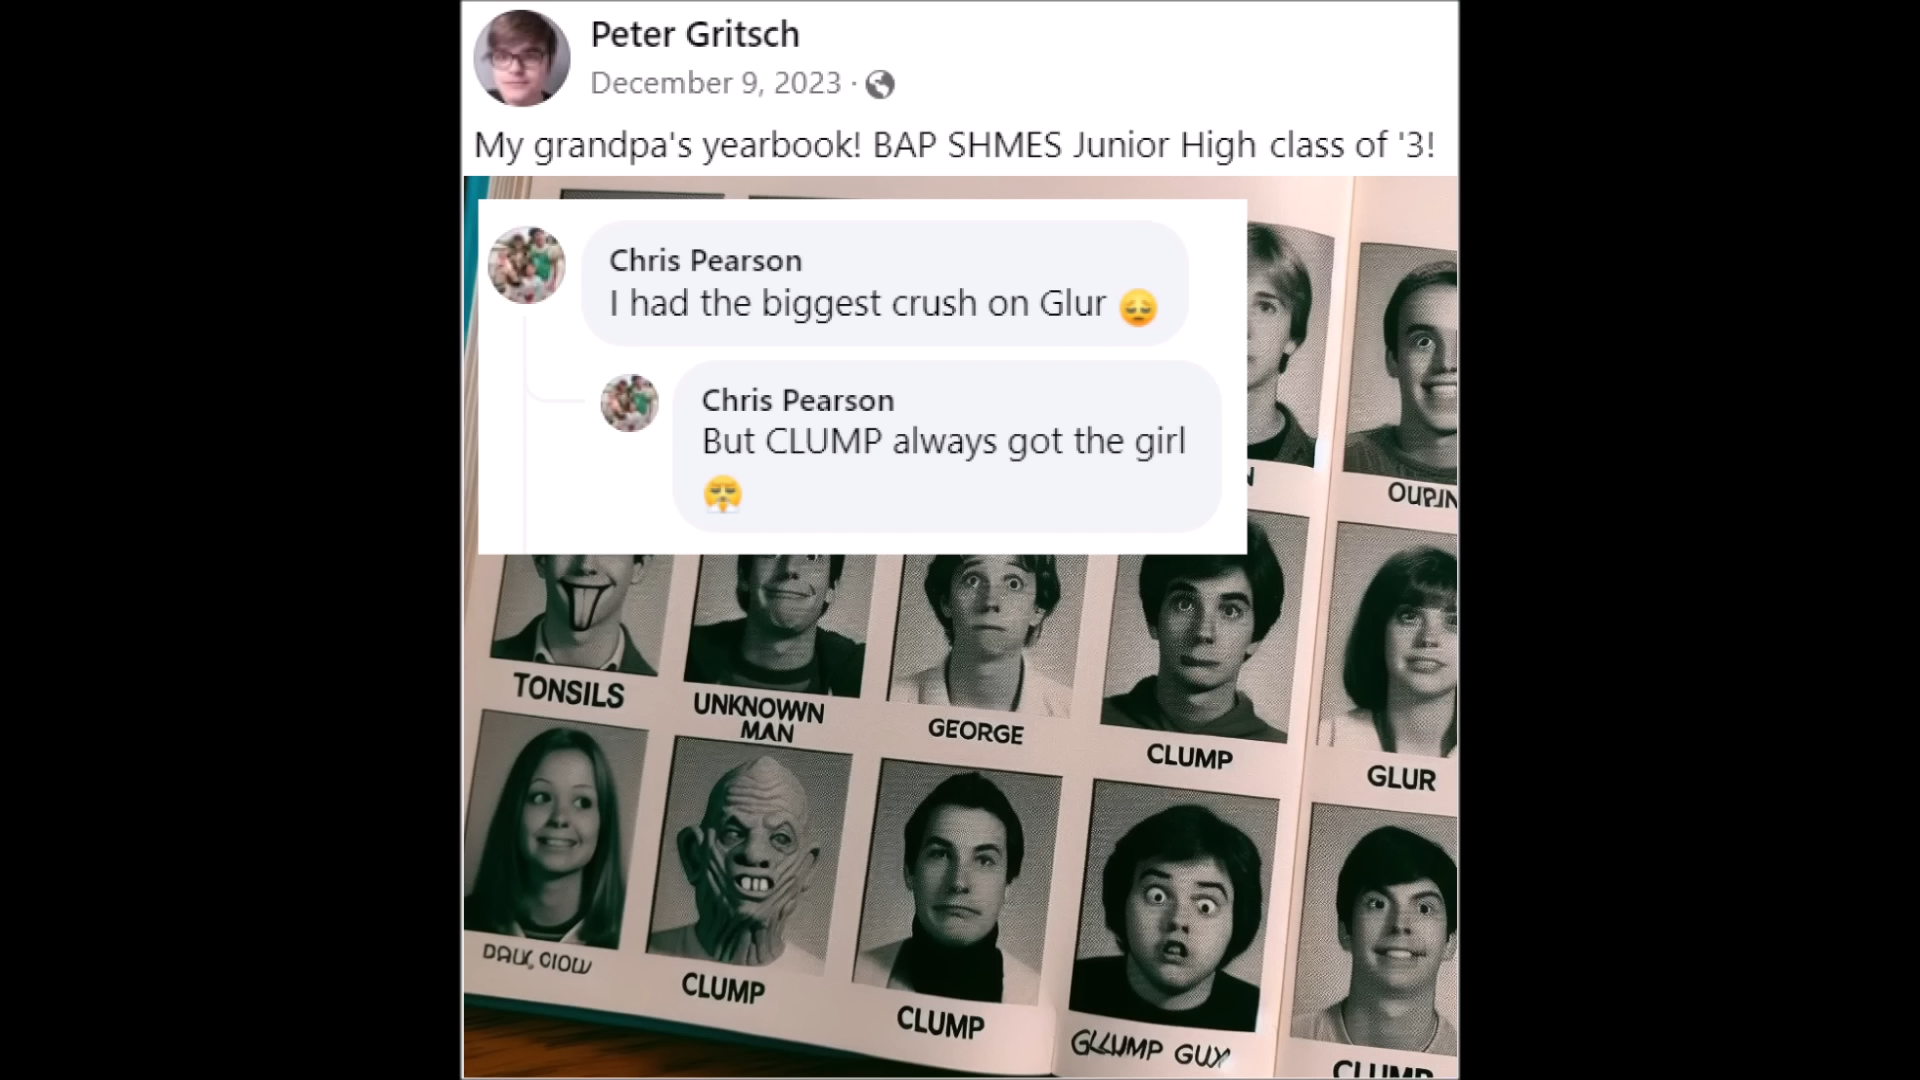 Peter Gritsch
December 9, 2023 ·
My grandpa's yearbook! BAP SHMES Junior High class of '3!
Chris Pearson
I had the biggest crush on Glur 😔
Chris Pearson
But CLUMP always got the girl
😤
TONSILS
UNKNOWN
MAN
GEORGE
CLUMP
GLUR
CLUMP
CLUMP
GLLUMP GUY
CLUMP